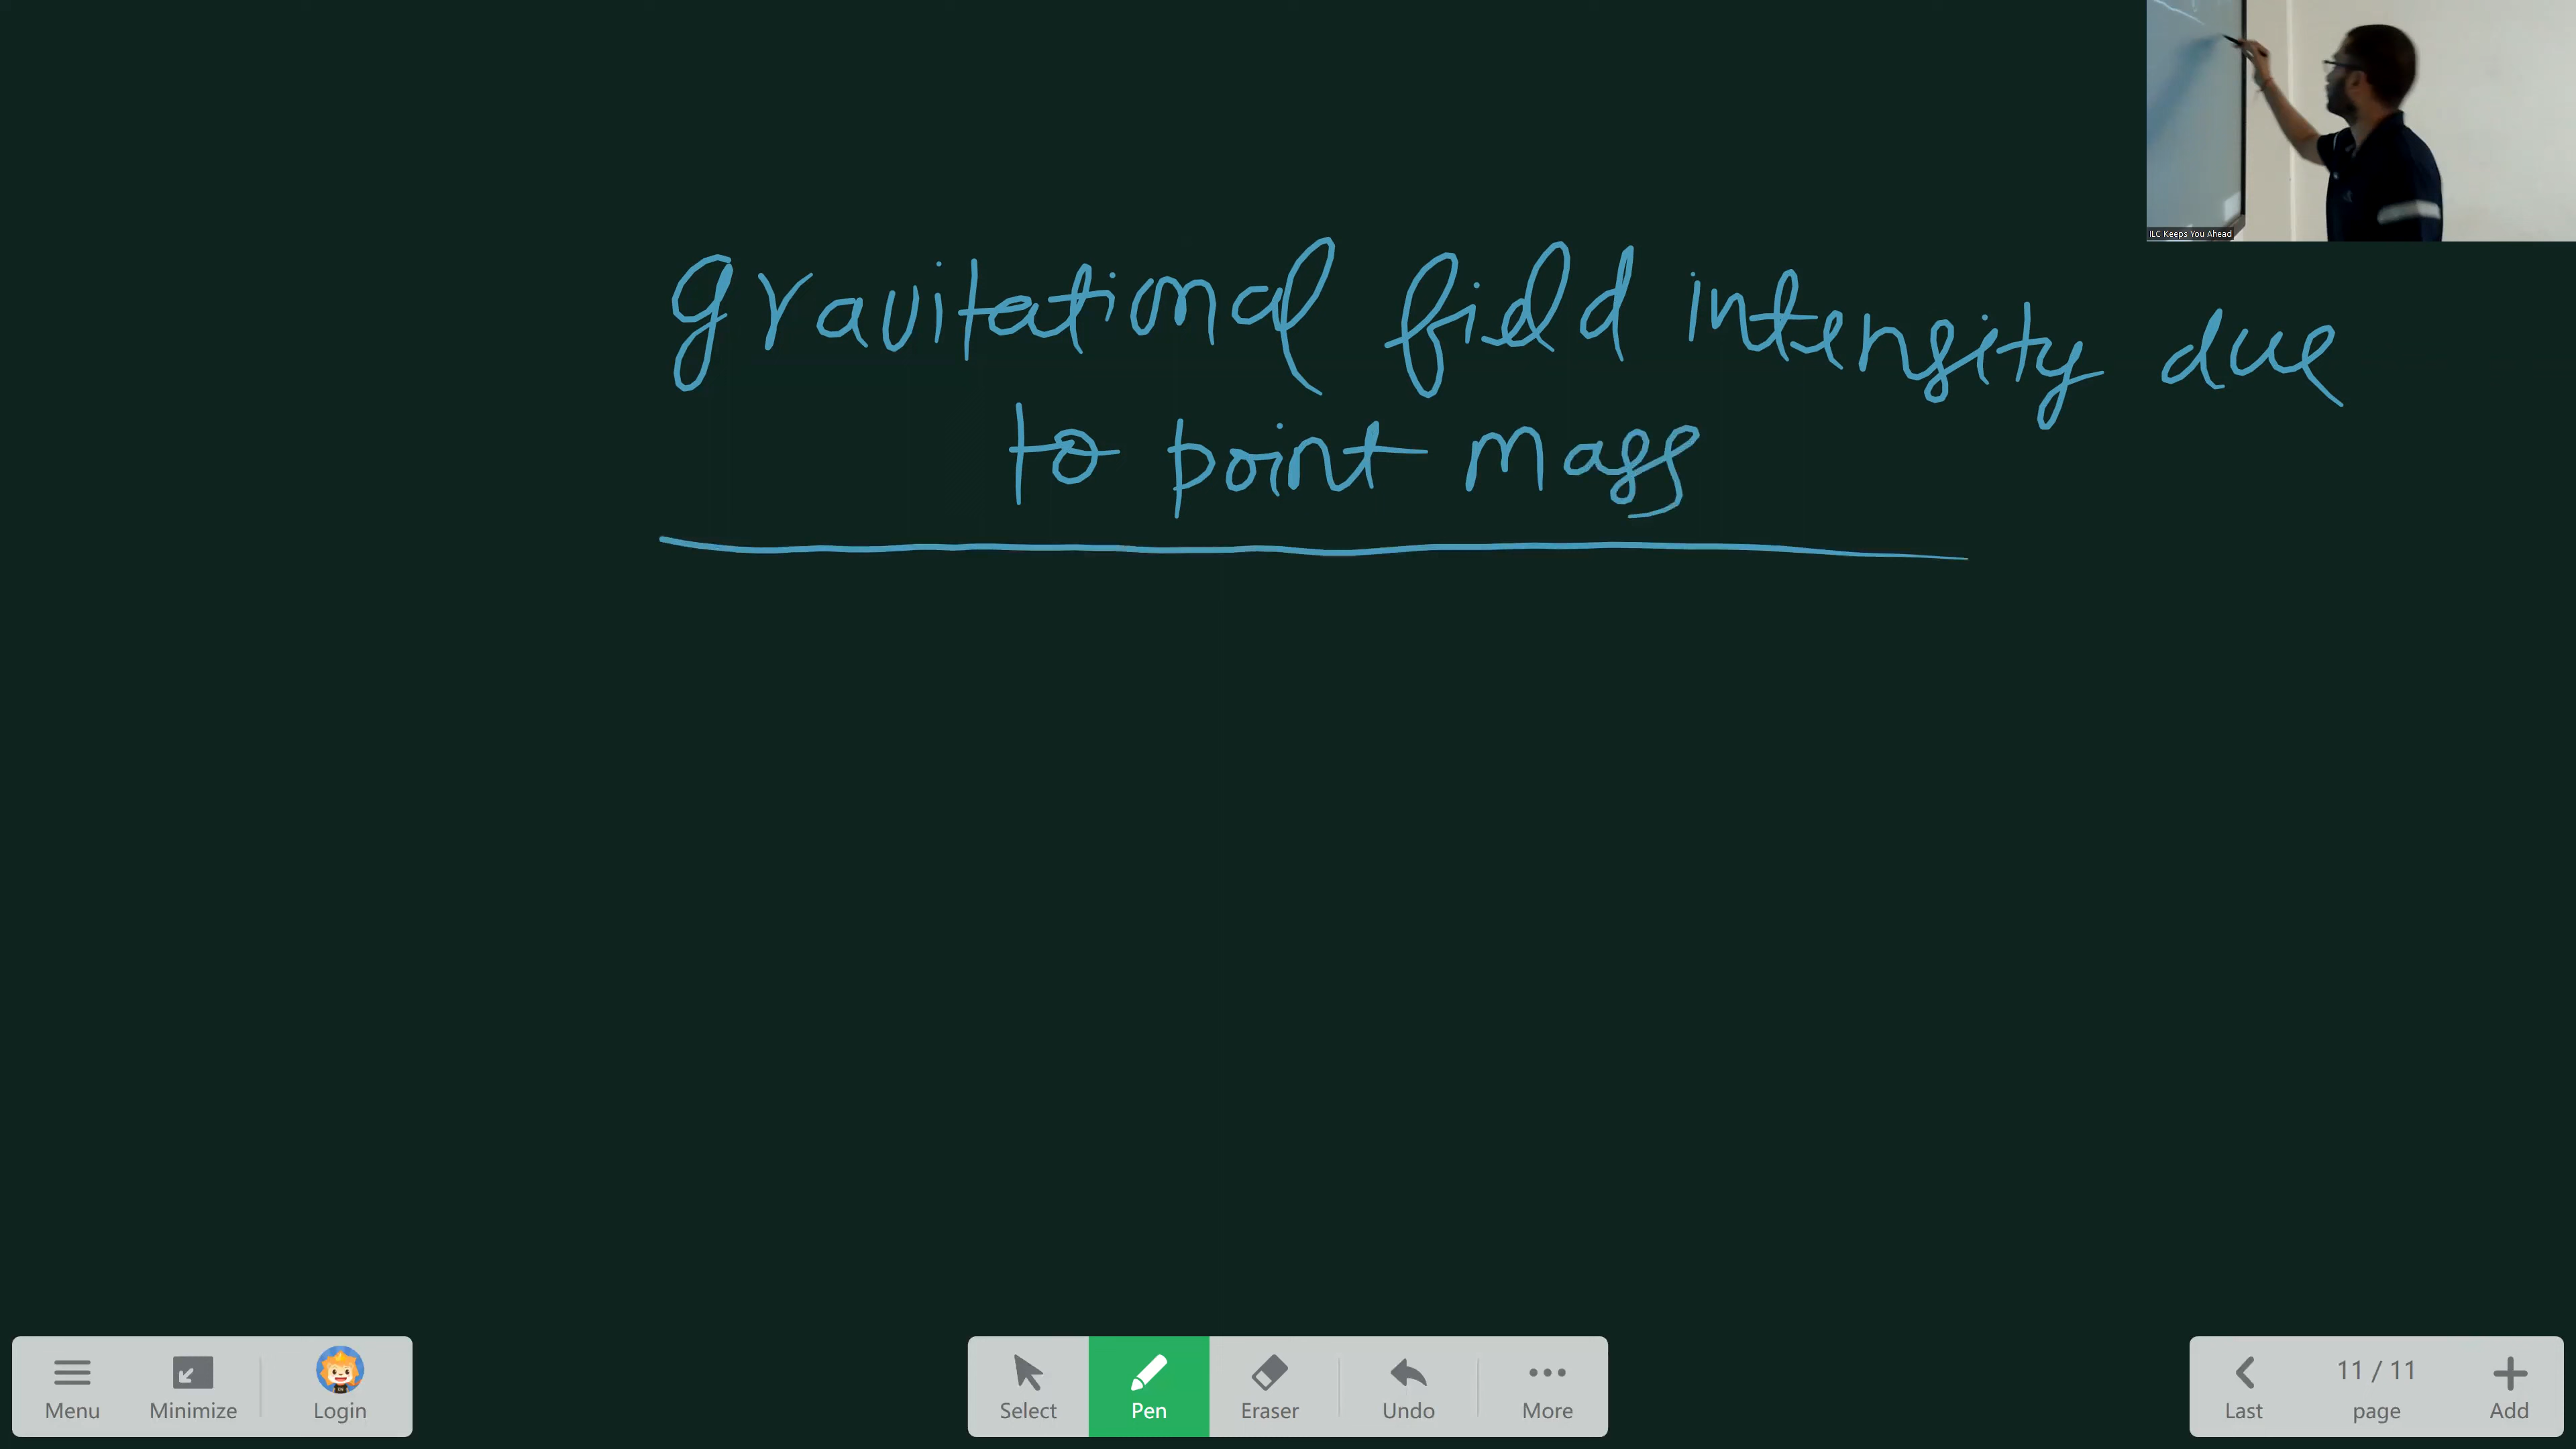 ILC Keeps You Ahead
gravitational field intensity due
to point mass
Menu
Minimize
Login
Select
Pen
Eraser
Undo
More
Last
11 / 11
page
Add